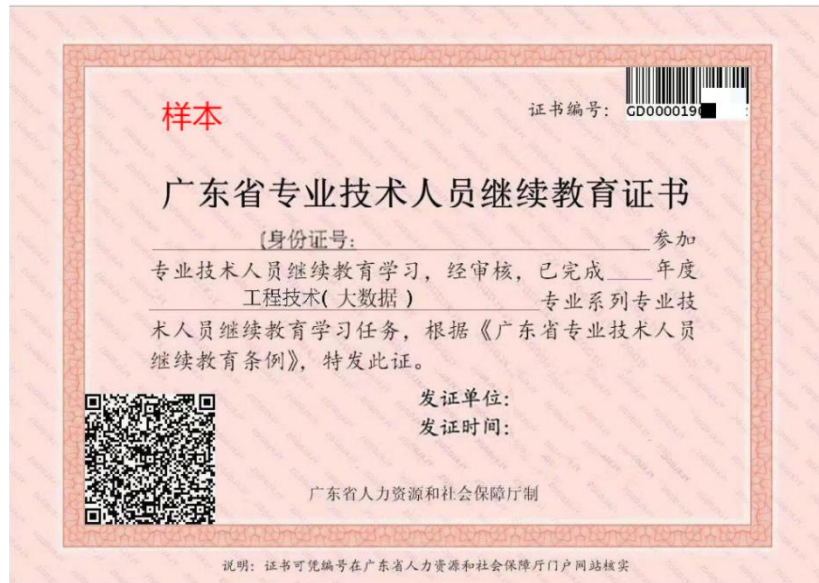 样本
证书编号：
GD0000190
广东省专业技术人员继续教育证书
(身份证号: 参加
专业技术人员继续教育学习，经审核，已完成____年度
工程技术( 大数据 ) 专业系列专业技
术人员继续教育学习任务，根据《广东省专业技术人员
继续教育条例》，特发此证。
发证单位:
发证时间:
广东省人力资源和社会保障厅制
说明：证书可凭编号在广东省人力资源和社会保障厅门户网站核实